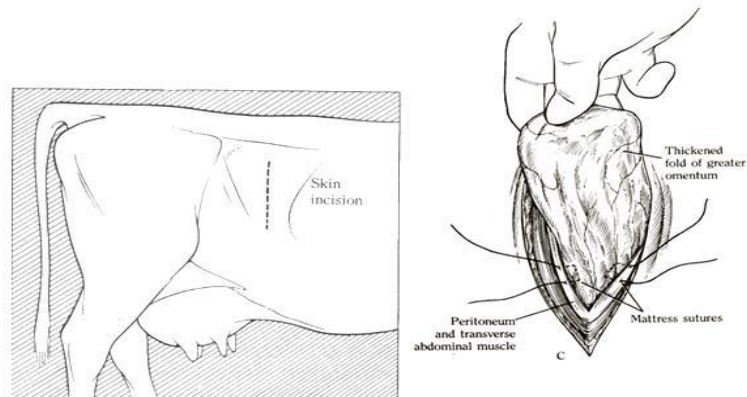 Skin
incision
Thickened
fold of greater
omentum
Mattress sutures
Peritoneum
and transverse
abdominal muscle
C